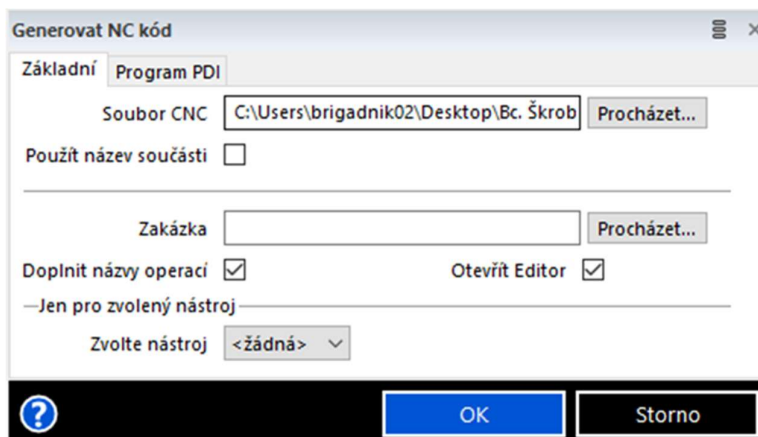 Generovat NC kód
Základní Program PDI
Soubor CNC C:\Users\brigadnik02\Desktop\Bc. Škrob Procházet...
Použít název součásti
Zakázka Procházet...
Doplnit názvy operací Otevřít Editor
Jen pro zvolený nástroj
Zvolte nástroj <žádná>
? OK Storno